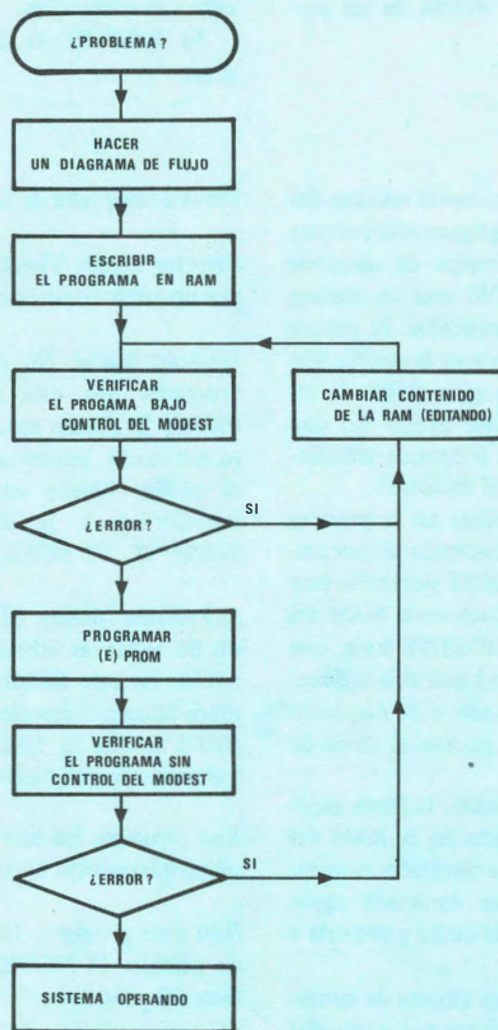 ¿PROBLEMA?
HACER
UN DIAGRAMA DE FLUJO
ESCRIBIR
EL PROGRAMA EN RAM
VERIFICAR
EL PROGAMA BAJO
CONTROL DEL MODEST
CAMBIAR CONTENIDO
DE LA RAM (EDITANDO)
¿ERROR?
SI
PROGRAMAR
(E) PROM
VERIFICAR
EL PROGRAMA SIN
CONTROL DEL MODEST
¿ERROR?
SI
SISTEMA OPERANDO